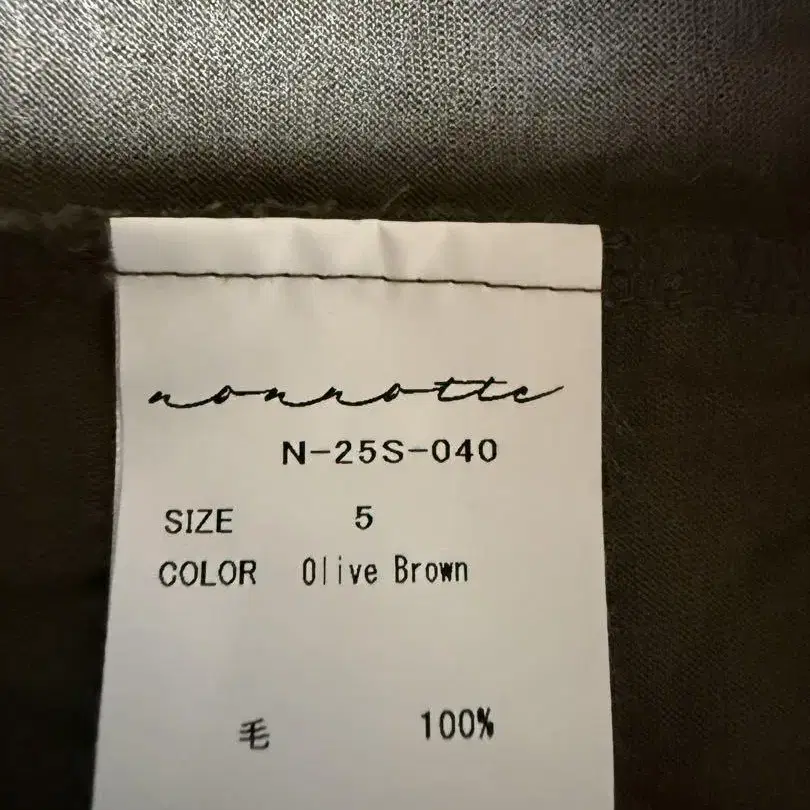 nonnotte
N-25S-040
SIZE 5
COLOR Olive Brown
毛 100%